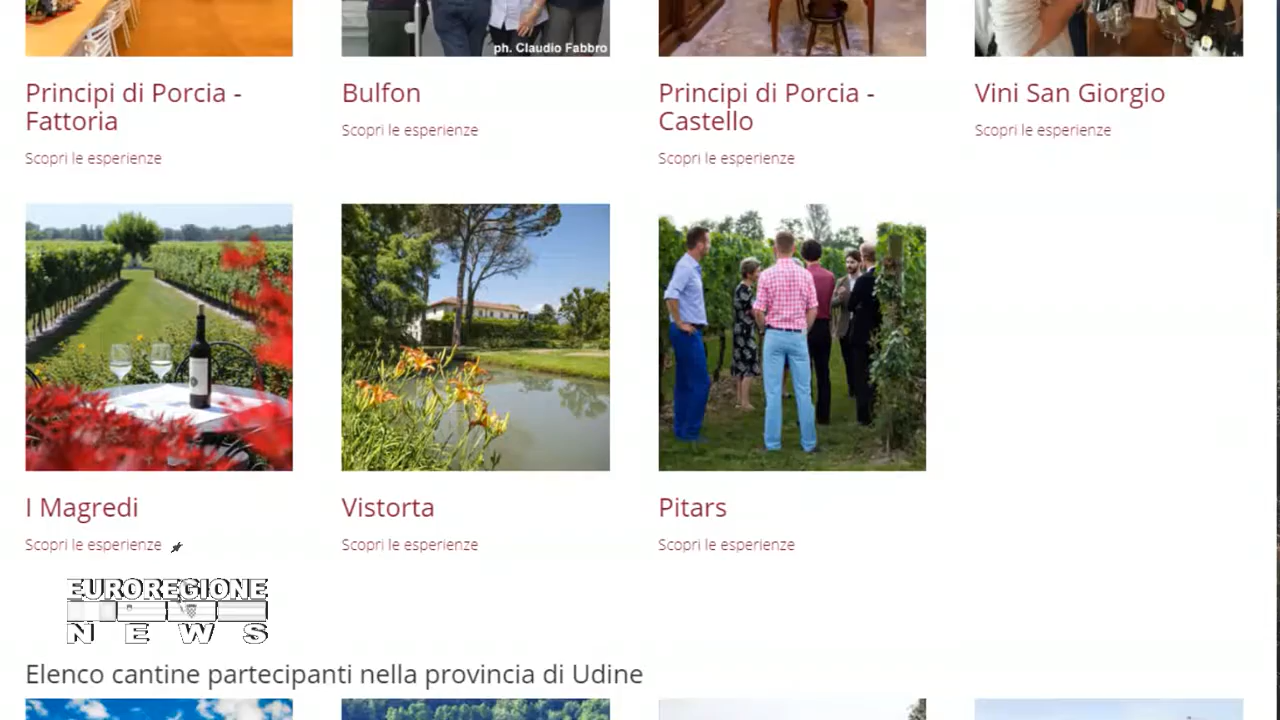 ph. Claudio Fabbro
Principi di Porcia -
Fattoria
Scopri le esperienze
Bulfon
Scopri le esperienze
Principi di Porcia -
Castello
Scopri le esperienze
Vini San Giorgio
Scopri le esperienze
I Magredi
Scopri le esperienze
Vistorta
Scopri le esperienze
Pitars
Scopri le esperienze
EUROREGIONE
NEWS
Elenco cantine partecipanti nella provincia di Udine